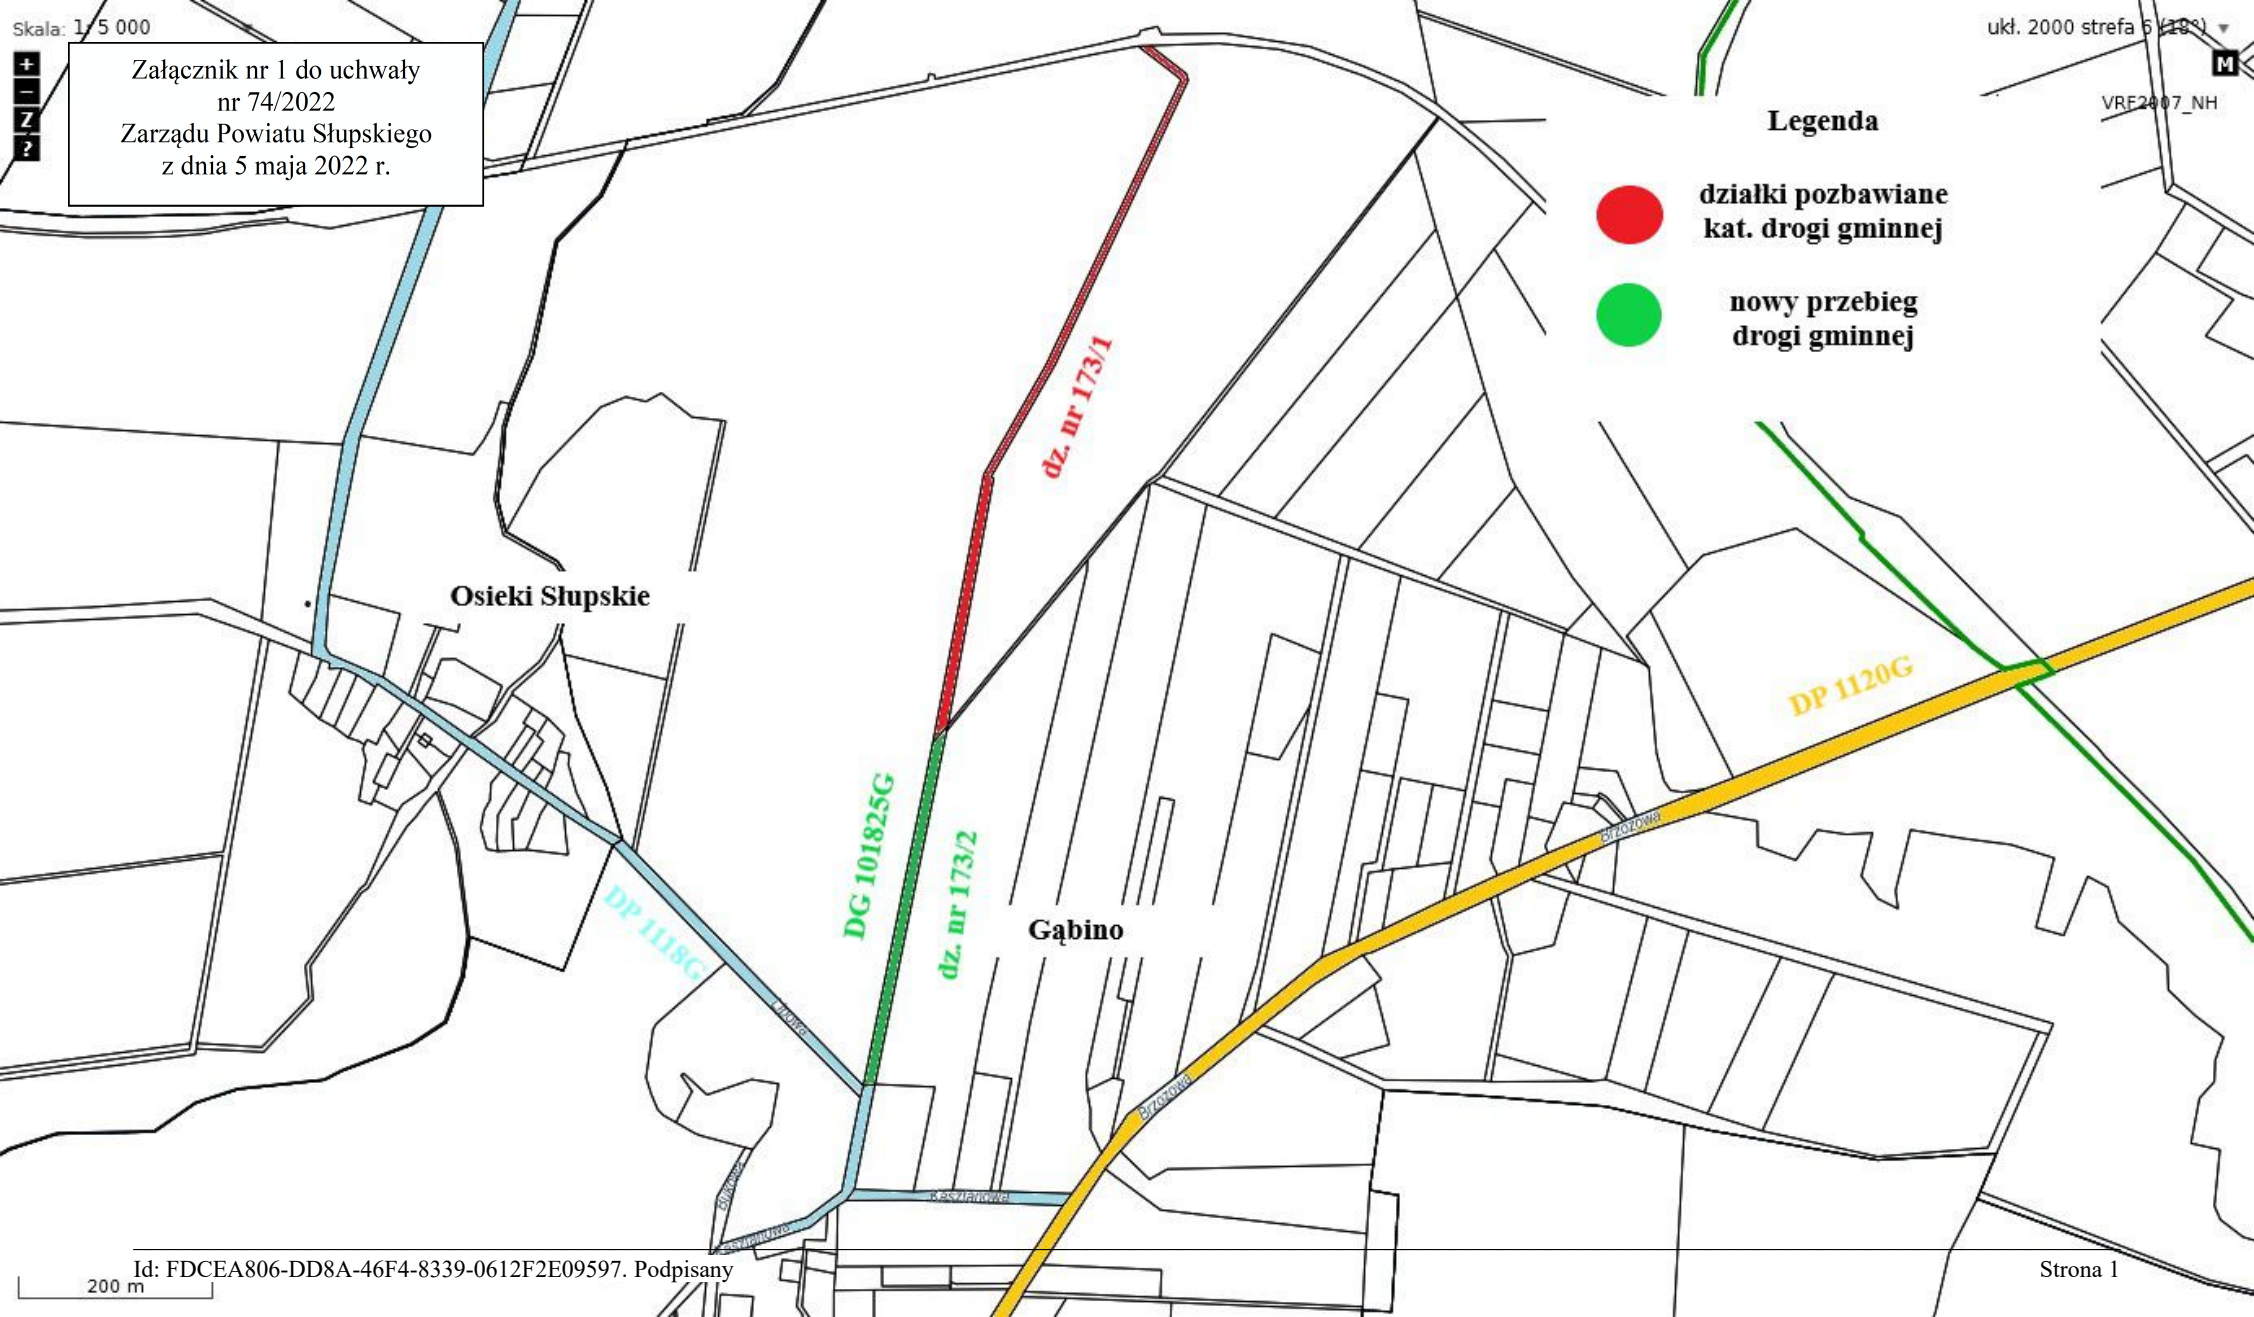 Skala: 1: 5 000
ukł. 2000 strefa 6 (18°)
+
−
Z
?
M
VRF2007_NH
Załącznik nr 1 do uchwały
nr 74/2022
Zarządu Powiatu Słupskiego
z dnia 5 maja 2022 r.
Legenda
działki pozbawiane
kat. drogi gminnej
nowy przebieg
drogi gminnej
dz. nr 173/1
Osieki Słupskie
DP 1120G
DG 101825G
dz. nr 173/2
Brzozowa
DP 1118G
Gąbino
Lipowa
Brzozowa
Bukowa
Kasztanowa
Kasztanowa
Id: FDCEA806-DD8A-46F4-8339-0612F2E09597. Podpisany
Strona 1
200 m